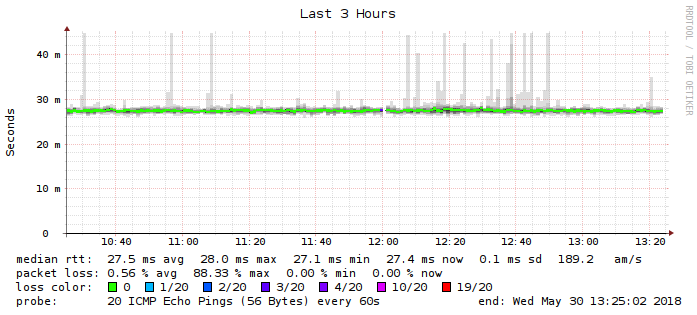 Last 3 Hours
RRDTOOL / TOBI OETIKER
Seconds
40 m
30 m
20 m
10 m
0
10:40 11:00 11:20 11:40 12:00 12:20 12:40 13:00 13:20
median rtt: 27.5 ms avg 28.0 ms max 27.1 ms min 27.4 ms now 0.1 ms sd 189.2 am/s
packet loss: 0.56 % avg 88.33 % max 0.00 % min 0.00 % now
loss color: 0 1/20 2/20 3/20 4/20 10/20 19/20
probe: 20 ICMP Echo Pings (56 Bytes) every 60s end: Wed May 30 13:25:02 2018